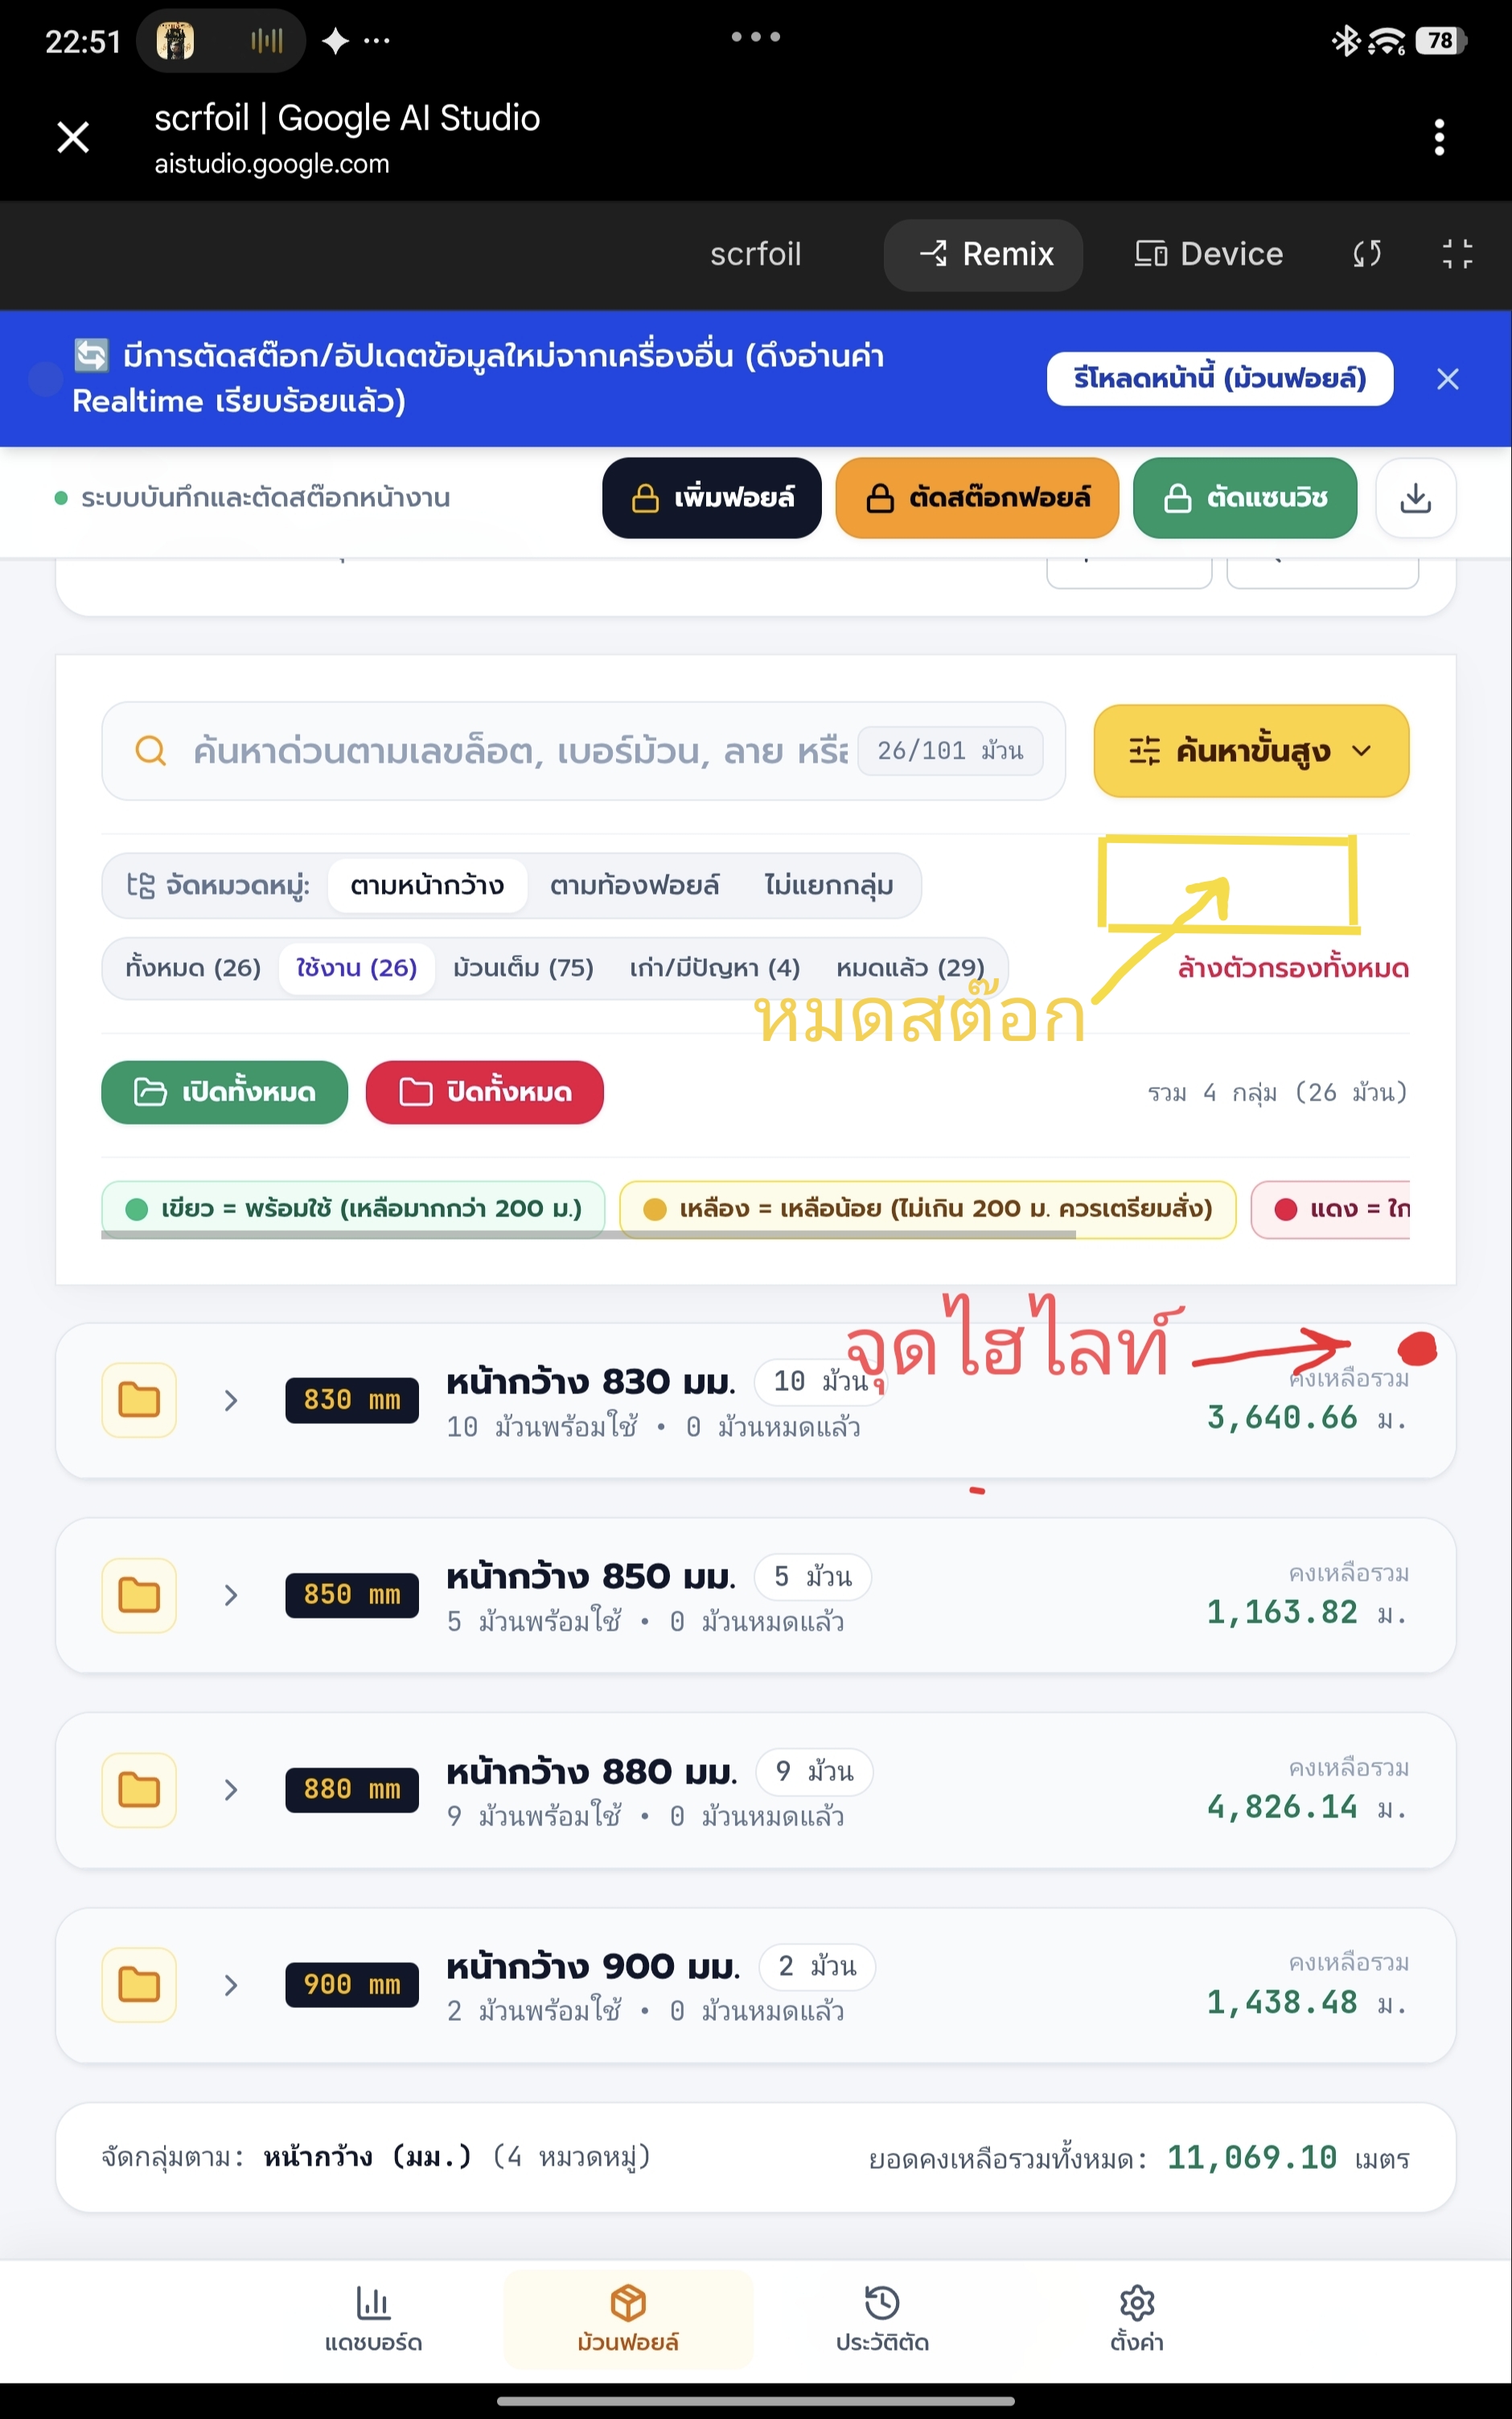 22:51
78
scrfoil | Google AI Studio
aistudio.google.com
scrfoil
Remix
Device
มีการตัดสต๊อก/อัปเดตข้อมูลใหม่จากเครื่องอื่น (ดึงอ่านค่า
Realtime เรียบร้อยแล้ว)
รีโหลดหน้านี้ (ม้วนฟอยล์)
ระบบบันทึกและตัดสต๊อกหน้างาน
เพิ่มฟอยล์
ตัดสต๊อกฟอยล์
ตัดแซนวิช
ค้นหาด่วนตามเลขล็อต, เบอร์ม้วน, ลาย หรือ
26/101 ม้วน
ค้นหาขั้นสูง
จัดหมวดหมู่: ตามหน้ากว้าง ตามท้องฟอยล์ ไม่แยกกลุ่ม
ทั้งหมด (26) ใช้งาน (26) ม้วนเต็ม (75) เก่า/มีปัญหา (4) หมดแล้ว (29)
ล้างตัวกรองทั้งหมด
หมดสต๊อก
เปิดทั้งหมด
ปิดทั้งหมด
รวม 4 กลุ่ม (26 ม้วน)
เขียว = พร้อมใช้ (เหลือมากกว่า 200 ม.)
เหลือง = เหลือน้อย (ไม่เกิน 200 ม. ควรเตรียมสั่ง)
แดง = ใก
จุดไฮไลท์
830 mm
หน้ากว้าง 830 มม.
10 ม้วน
10 ม้วนพร้อมใช้ • 0 ม้วนหมดแล้ว
คงเหลือรวม
3,640.66 ม.
850 mm
หน้ากว้าง 850 มม.
5 ม้วน
5 ม้วนพร้อมใช้ • 0 ม้วนหมดแล้ว
คงเหลือรวม
1,163.82 ม.
880 mm
หน้ากว้าง 880 มม.
9 ม้วน
9 ม้วนพร้อมใช้ • 0 ม้วนหมดแล้ว
คงเหลือรวม
4,826.14 ม.
900 mm
หน้ากว้าง 900 มม.
2 ม้วน
2 ม้วนพร้อมใช้ • 0 ม้วนหมดแล้ว
คงเหลือรวม
1,438.48 ม.
จัดกลุ่มตาม: หน้ากว้าง (มม.) (4 หมวดหมู่)
ยอดคงเหลือรวมทั้งหมด: 11,069.10 เมตร
แดชบอร์ด
ม้วนฟอยล์
ประวัติตัด
ตั้งค่า